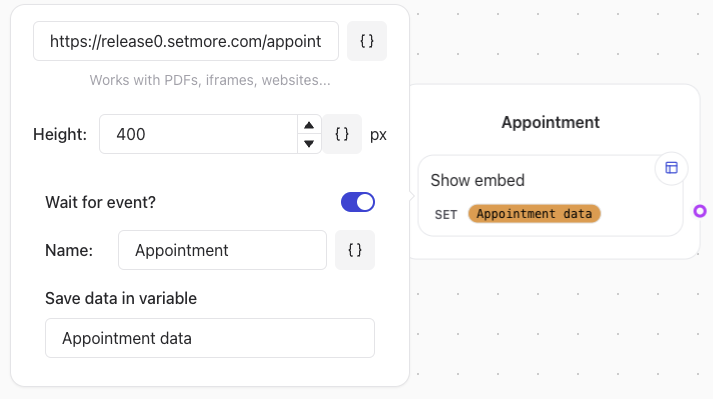 https://release0.setmore.com/appoint
{ }
Works with PDFs, iframes, websites...
Height:
400
{ }
px
Wait for event?
Name:
Appointment
{ }
Save data in variable
Appointment data
Appointment
Show embed
SET Appointment data